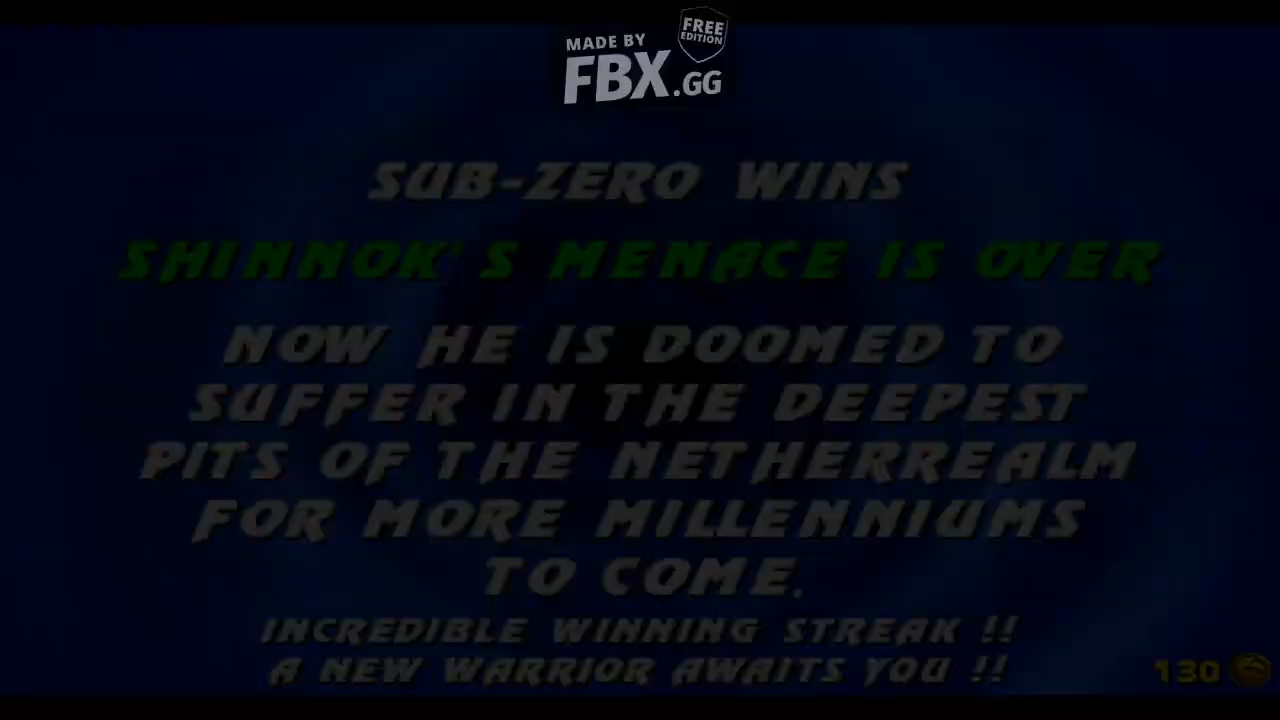 FREE
EDITION
MADE BY
FBX.GG
SUB-ZERO WINS
SHINNOK'S MENACE IS OVER
NOW HE IS DOOMED TO
SUFFER IN THE DEEPEST
PITS OF THE NETHERREALM
FOR MORE MILLENNIUMS
TO COME.
INCREDIBLE WINNING STREAK !!
A NEW WARRIOR AWAITS YOU !!
130